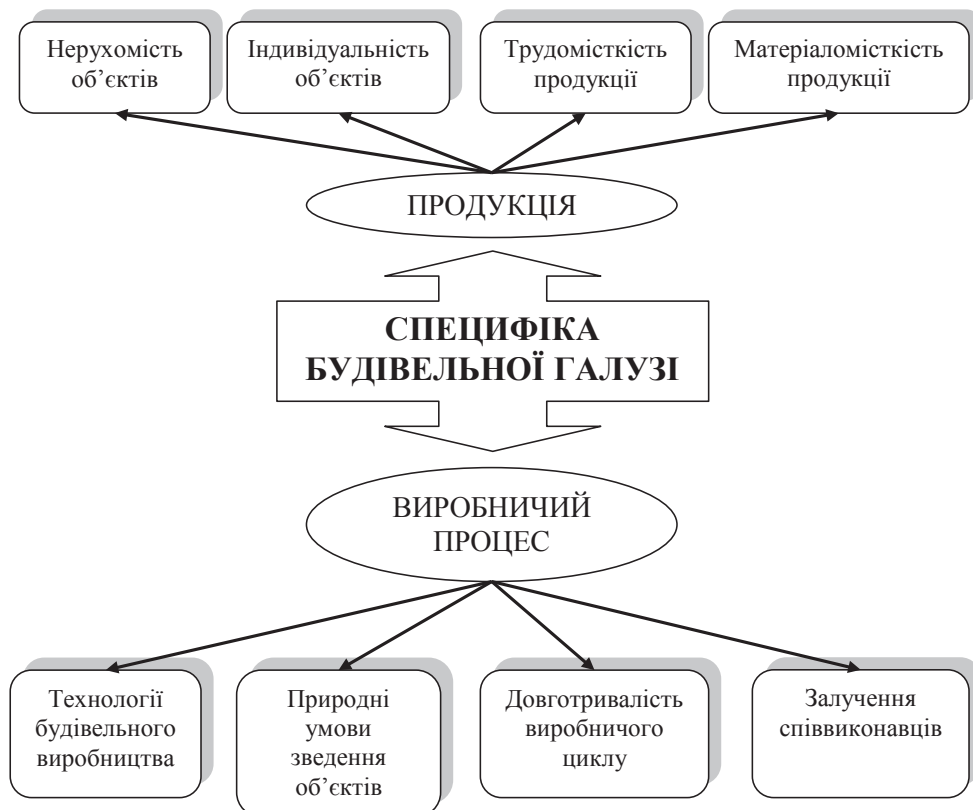 Нерухомість
об’єктів
Індивідуальність
об’єктів
Трудомісткість
продукції
Матеріаломісткість
продукції
ПРОДУКЦІЯ
СПЕЦИФІКА
БУДІВЕЛЬНОЇ ГАЛУЗІ
ВИРОБНИЧИЙ
ПРОЦЕС
Технології
будівельного
виробництва
Природні
умови
зведення
об’єктів
Довготривалість
виробничого
циклу
Залучення
співвиконавців